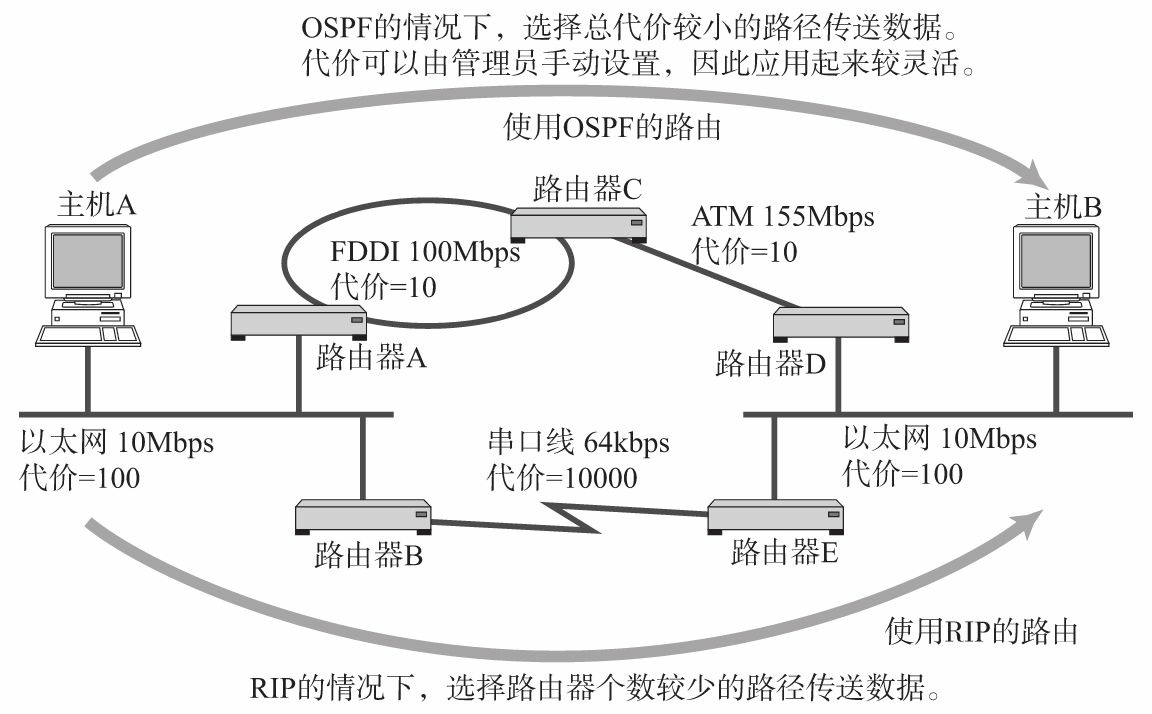 OSPF的情况下，选择总代价较小的路径传送数据。
代价可以由管理员手动设置，因此应用起来较灵活。
使用OSPF的路由
主机A
路由器C
ATM 155Mbps
代价=10
主机B
FDDI 100Mbps
代价=10
路由器A
路由器D
以太网 10Mbps
代价=100
串口线 64kbps
代价=10000
以太网 10Mbps
代价=100
路由器B
路由器E
使用RIP的路由
RIP的情况下，选择路由器个数较少的路径传送数据。